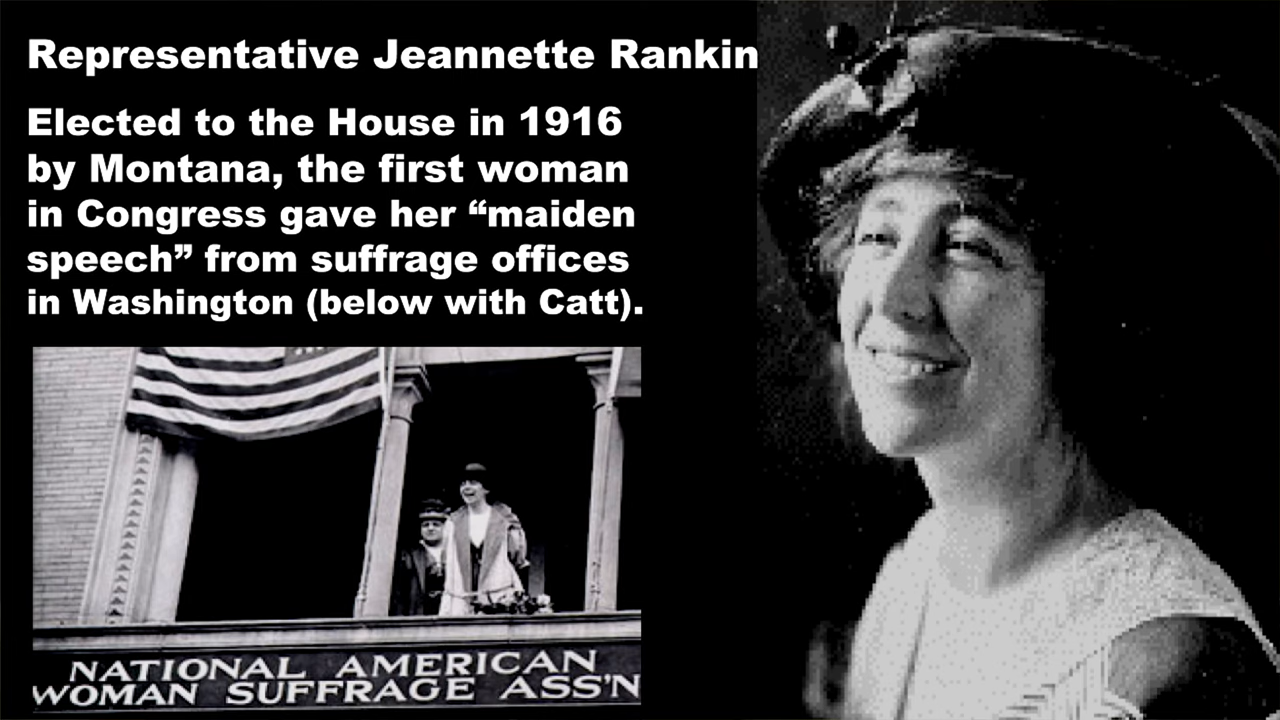 Representative Jeannette Rankin
Elected to the House in 1916
by Montana, the first woman
in Congress gave her “maiden
speech” from suffrage offices
in Washington (below with Catt).
NATIONAL AMERICAN
WOMAN SUFFRAGE ASS'N